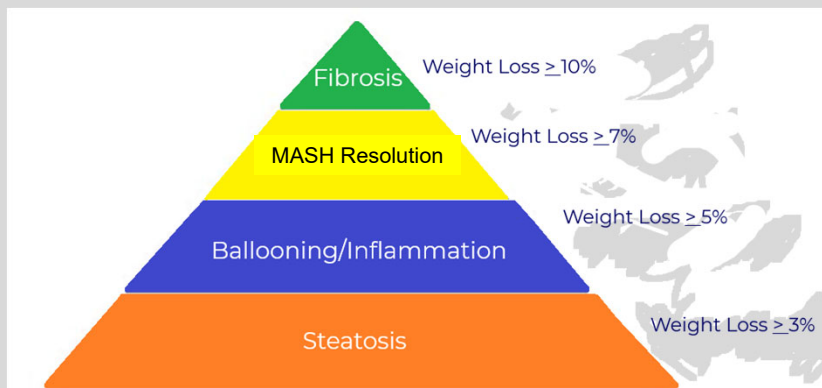 Fibrosis
Weight Loss ≥ 10%
MASH Resolution
Weight Loss ≥ 7%
Ballooning/Inflammation
Weight Loss ≥ 5%
Steatosis
Weight Loss ≥ 3%